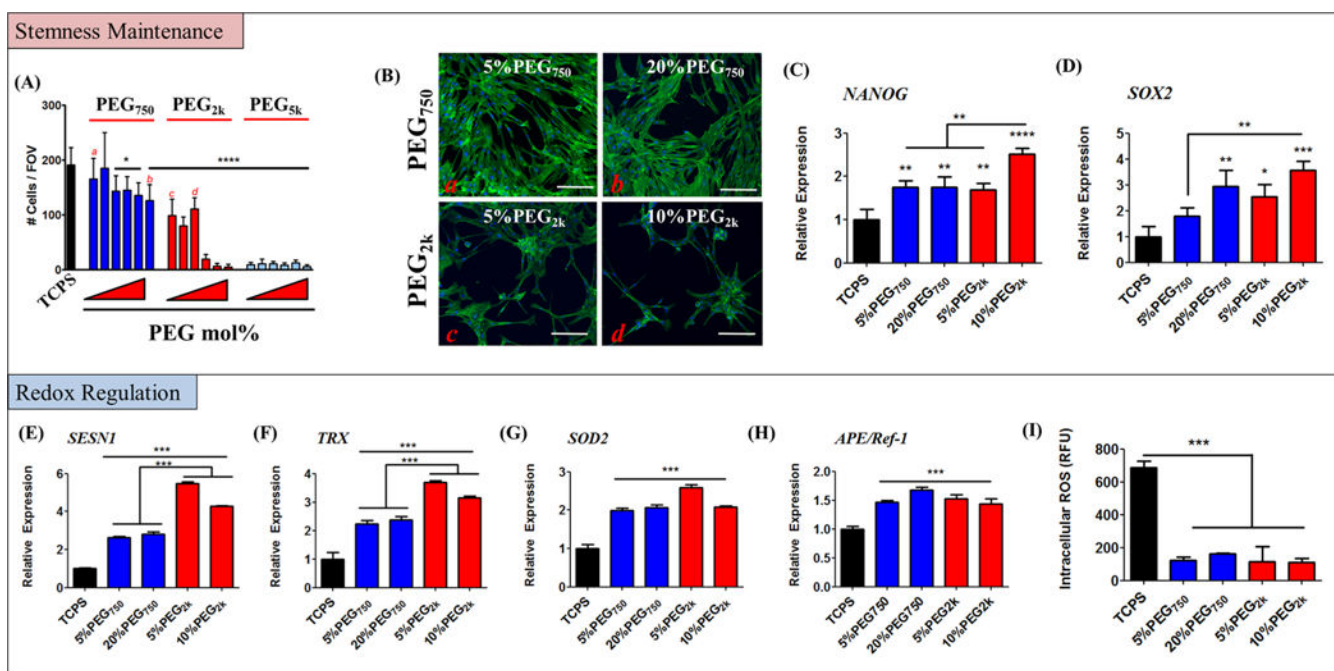 Stemness Maintenance
(A)
PEG750 PEG2k PEG5k
# Cells / FOV
300
200
100
0
a
*
b
c
d
****
TCPS
PEG mol%
(B)
PEG750
PEG2k
5%PEG750
20%PEG750
a
b
5%PEG2k
10%PEG2k
c
d
(C)
NANOG
Relative Expression
3
2
1
0
**
**
**
**
****
TCPS
5%PEG750
20%PEG750
5%PEG2k
10%PEG2k
(D)
SOX2
Relative Expression
5
4
3
2
1
0
**
**
*
***
TCPS
5%PEG750
20%PEG750
5%PEG2k
10%PEG2k
Redox Regulation
(E)
SESN1
Relative Expression
6
4
2
0
***
***
TCPS
5%PEG750
20%PEG750
5%PEG2k
10%PEG2k
(F)
TRX
Relative Expression
4
3
2
1
0
***
***
TCPS
5%PEG750
20%PEG750
5%PEG2k
10%PEG2k
(G)
SOD2
Relative Expression
3
2
1
0
***
TCPS
5%PEG750
20%PEG750
5%PEG2k
10%PEG2k
(H)
APE/Ref-1
Relative Expression
2.0
1.5
1.0
0.5
0.0
***
TCPS
5%PEG750
20%PEG750
5%PEG2k
10%PEG2k
(I)
Intracellular ROS (RFU)
800
600
400
200
0
***
TCPS
5%PEG750
20%PEG750
5%PEG2k
10%PEG2k